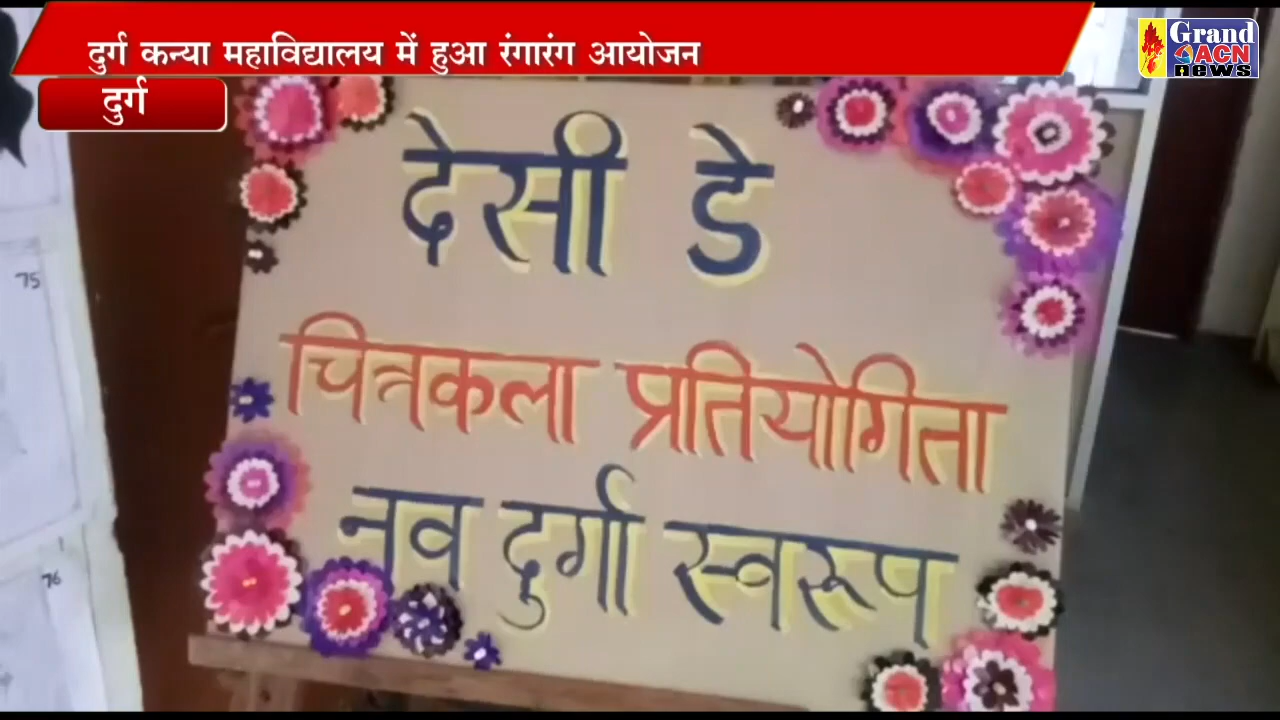 दुर्ग कन्या महाविद्यालय में हुआ रंगारंग आयोजन
Grand
ACN
news
दुर्ग
देसी डे
चित्रकला प्रतियोगिता
नव दुर्गा स्वरूप
75
76